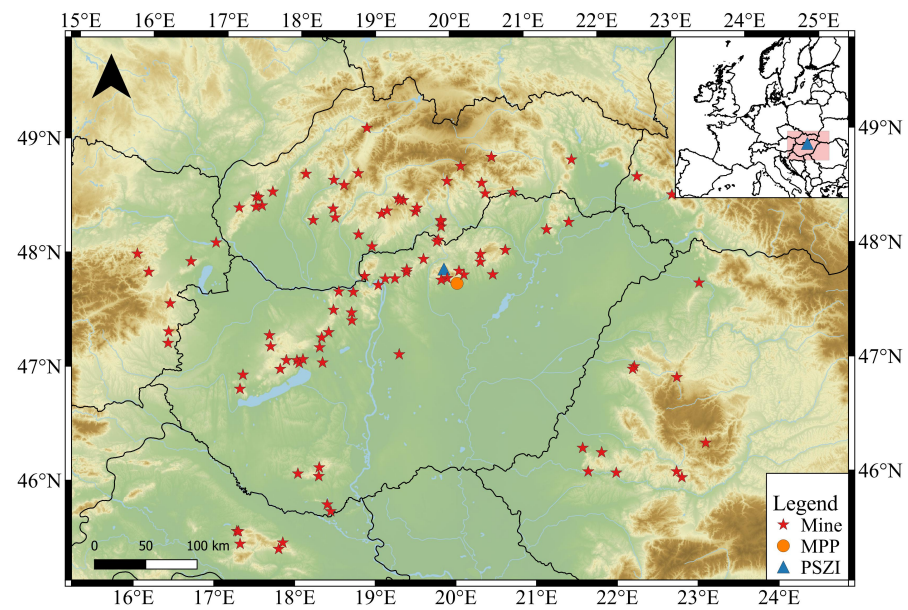 15°E 16°E 17°E 18°E 19°E 20°E 21°E 22°E 23°E 24°E 25°E
49°N 49°N
48°N 48°N
47°N 47°N
46°N 46°N
Legend
Mine
MPP
PSZI
0 50 100 km
16°E 17°E 18°E 19°E 20°E 21°E 22°E 23°E 24°E